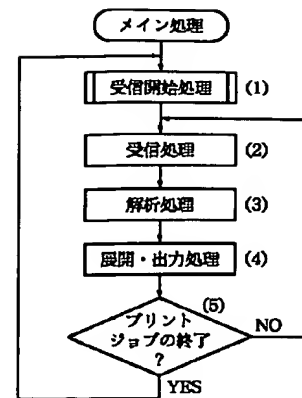 メイン処理
受信開始処理 (1)
受信処理 (2)
解析処理 (3)
展開・出力処理 (4)
(5)
プリント
ジョブの終了
?
NO
YES